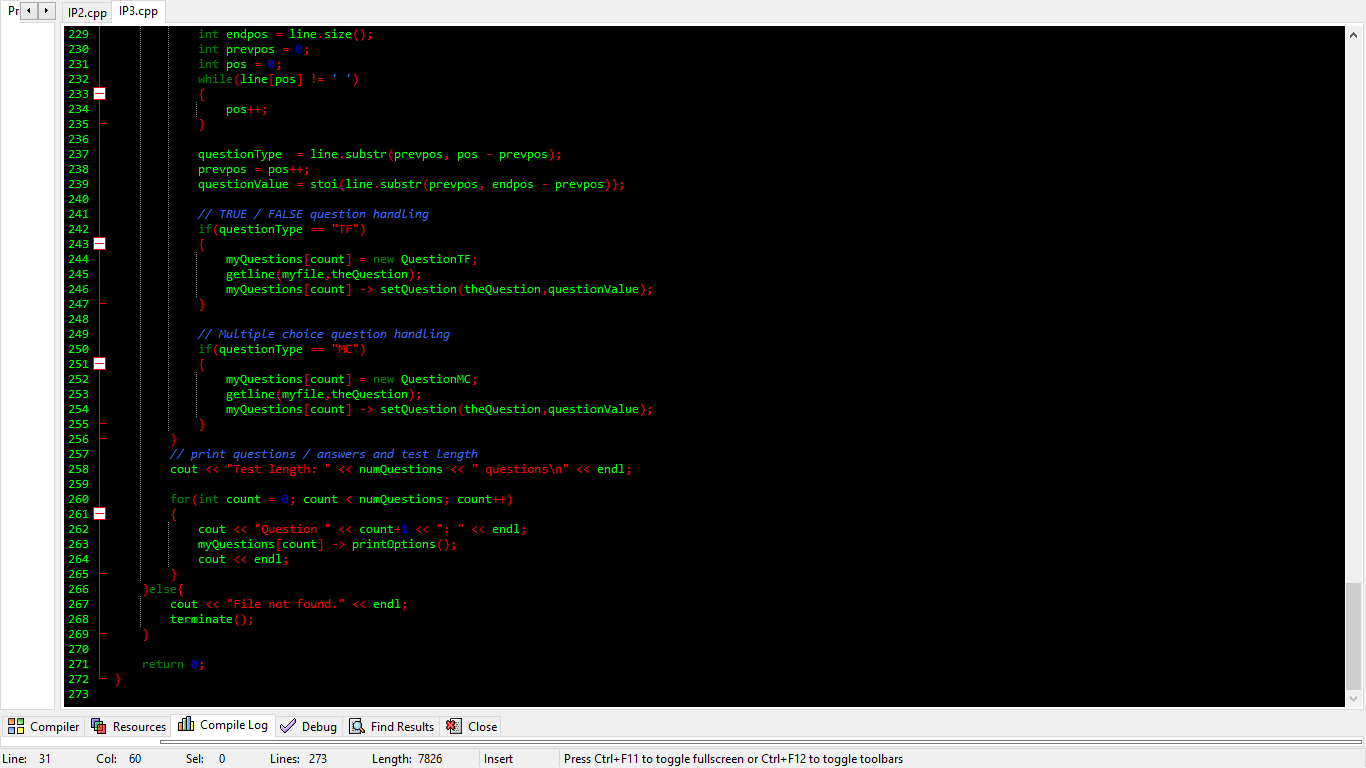 Pr IP2.cpp IP3.cpp
229 int endpos = line.size();
230 int prevpos = 0;
231 int pos = 0;
232 while(line[pos] != ' ')
233 {
234 pos++;
235 }
236
237 questionType  = line.substr(prevpos, pos - prevpos);
238 prevpos = pos++;
239 questionValue = stoi(line.substr(prevpos, endpos - prevpos));
240
241 // TRUE / FALSE question handling
242 if(questionType == "TF")
243 {
244 myQuestions[count] = new QuestionTF;
245 getline(myfile,theQuestion);
246 myQuestions[count] -> setQuestion(theQuestion,questionValue);
247 }
248
249 // Multiple choice question handling
250 if(questionType == "MC")
251 {
252 myQuestions[count] = new QuestionMC;
253 getline(myfile,theQuestion);
254 myQuestions[count] -> setQuestion(theQuestion,questionValue);
255 }
256 }
257 // print questions / answers and test length
258 cout << "Test length: " << numQuestions << " questions\n" << endl;
259
260 for(int count = 0; count < numQuestions; count++)
261 {
262 cout << "Question " << count+1 << ": " << endl;
263 myQuestions[count] -> printOptions();
264 cout << endl;
265 }
266 }else{
267 cout << "File not found." << endl;
268 terminate();
269 }
270
271 return 0;
272 }
273
Compiler Resources Compile Log Debug Find Results Close
Line: 31 Col: 60 Sel: 0 Lines: 273 Length: 7826 Insert Press Ctrl+F11 to toggle fullscreen or Ctrl+F12 to toggle toolbars